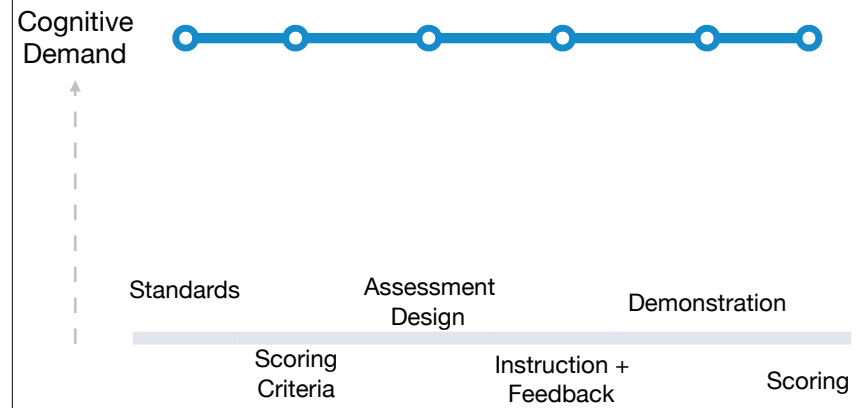 Cognitive
Demand
Standards
Assessment
Design
Demonstration
Scoring
Criteria
Instruction +
Feedback
Scoring